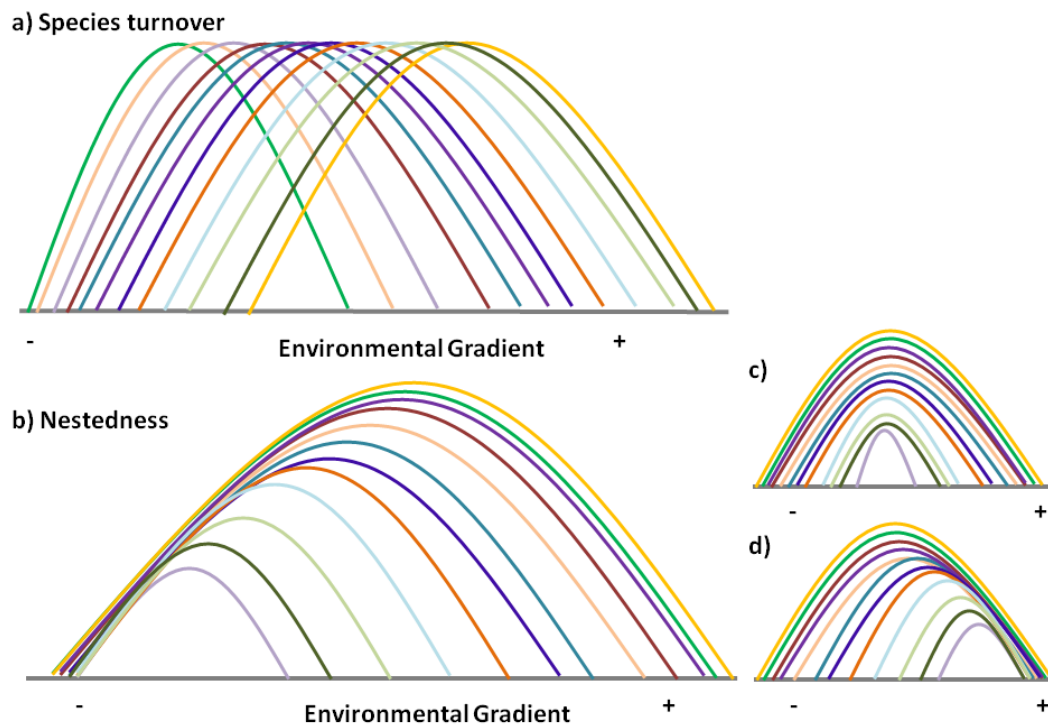 a) Species turnover
-
Environmental Gradient
+
b) Nestedness
-
Environmental Gradient
+
c)
-
+
d)
-
+